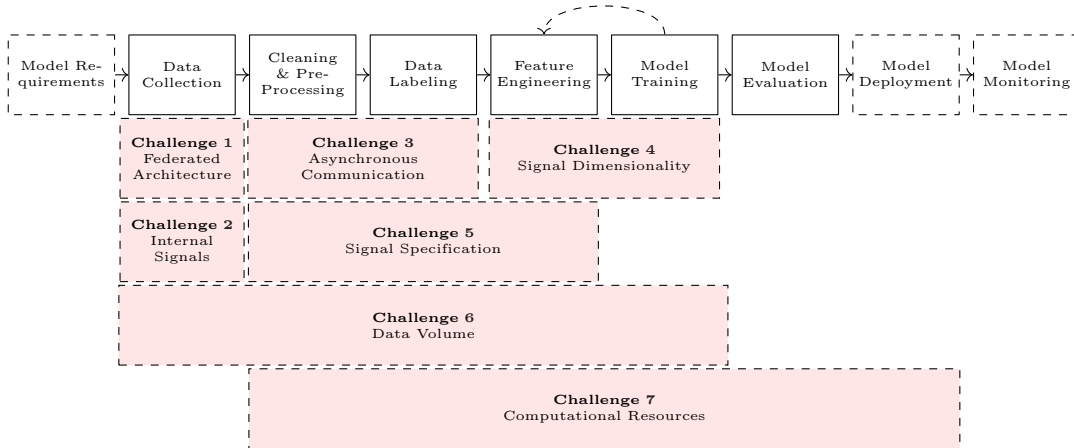 Model Re-
quirements
Data
Collection
Cleaning
& Pre-
Processing
Data
Labeling
Feature
Engineering
Model
Training
Model
Evaluation
Model
Deployment
Model
Monitoring
Challenge 1
Federated
Architecture
Challenge 3
Asynchronous
Communication
Challenge 4
Signal Dimensionality
Challenge 2
Internal
Signals
Challenge 5
Signal Specification
Challenge 6
Data Volume
Challenge 7
Computational Resources